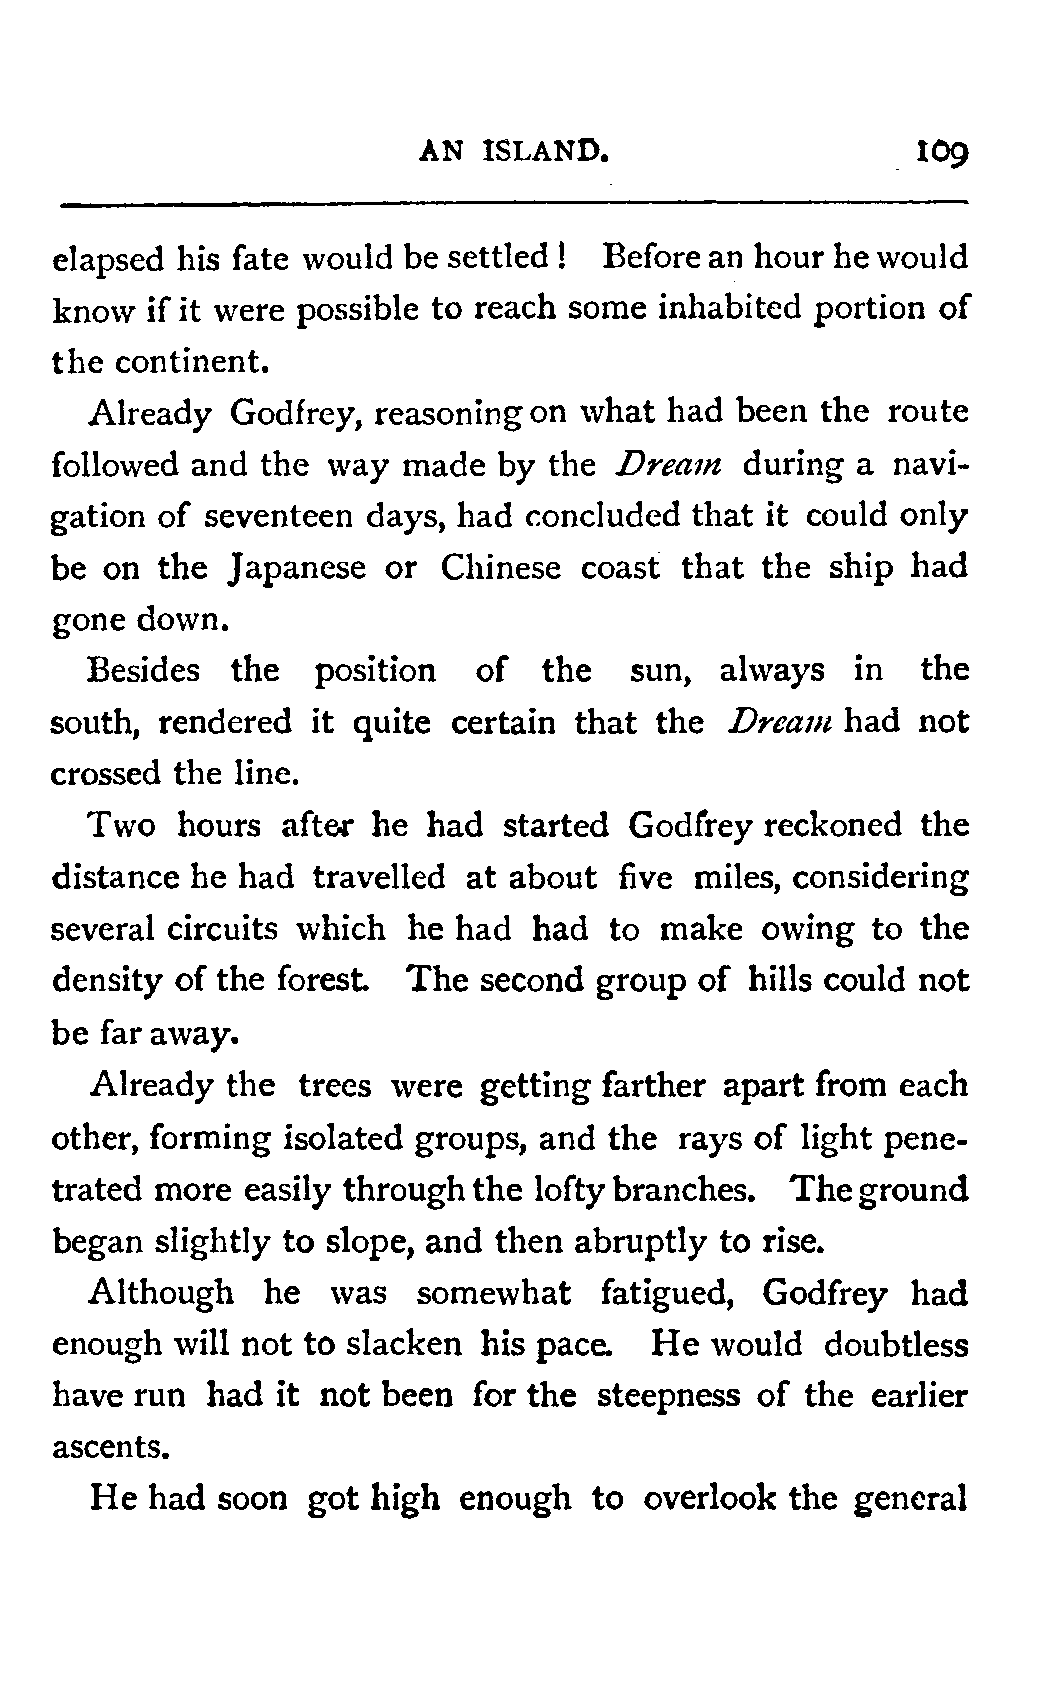 AN ISLAND. 109
elapsed his fate would be settled ! Before an hour he would
know if it were possible to reach some inhabited portion of
the continent.
Already Godfrey, reasoning on what had been the route
followed and the way made by the Dream during a navi-
gation of seventeen days, had concluded that it could only
be on the Japanese or Chinese coast that the ship had
gone down.
Besides the position of the sun, always in the
south, rendered it quite certain that the Dream had not
crossed the line.
Two hours after he had started Godfrey reckoned the
distance he had travelled at about five miles, considering
several circuits which he had had to make owing to the
density of the forest. The second group of hills could not
be far away.
Already the trees were getting farther apart from each
other, forming isolated groups, and the rays of light pene-
trated more easily through the lofty branches. The ground
began slightly to slope, and then abruptly to rise.
Although he was somewhat fatigued, Godfrey had
enough will not to slacken his pace. He would doubtless
have run had it not been for the steepness of the earlier
ascents.
He had soon got high enough to overlook the general